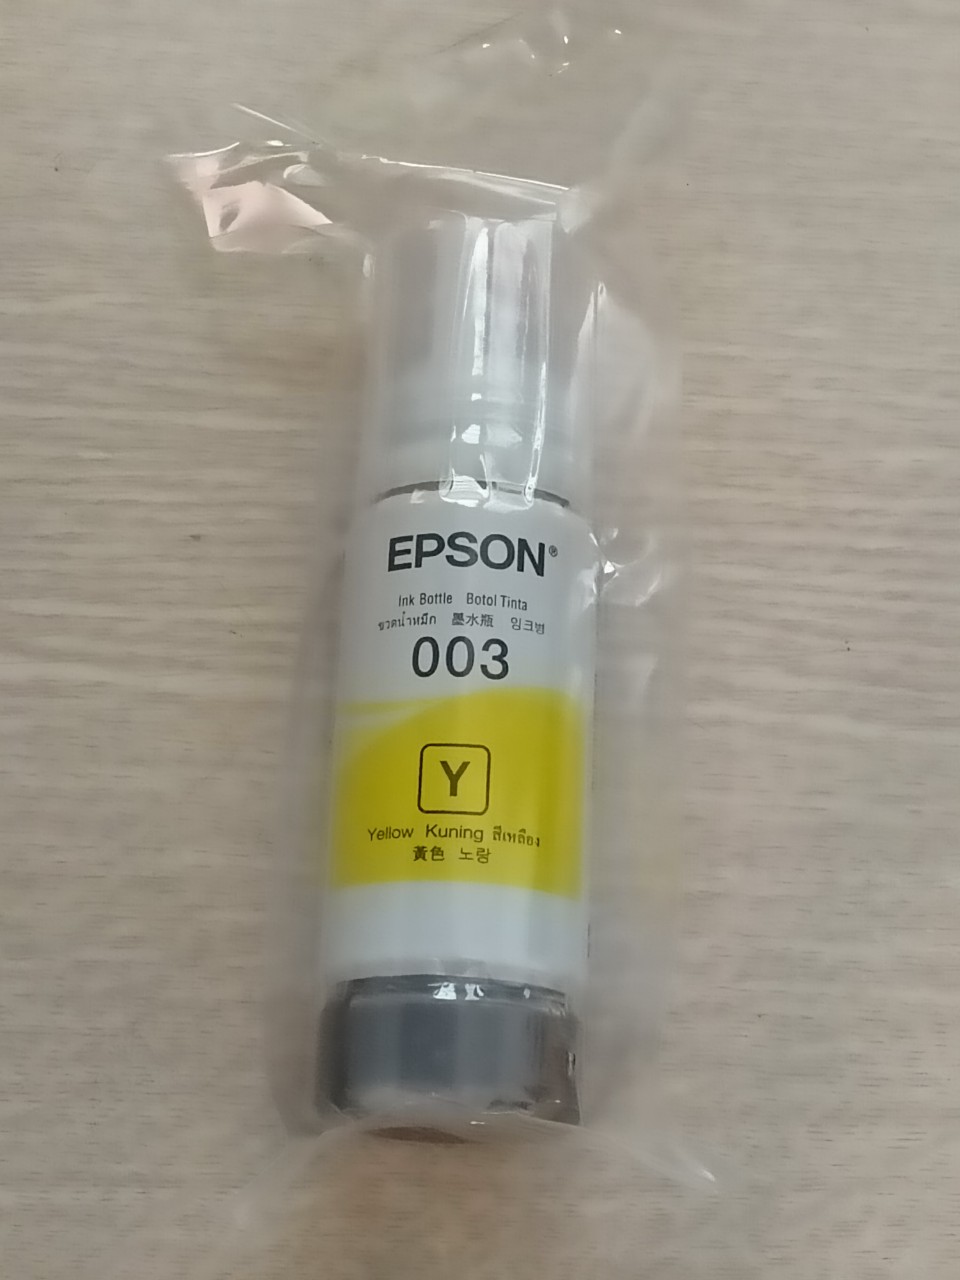 EPSON®
Ink Bottle Botol Tinta
ขวดน้ำหมึก 墨水瓶 잉크병
003
Y
Yellow Kuning สีเหลือง
黃色 노랑